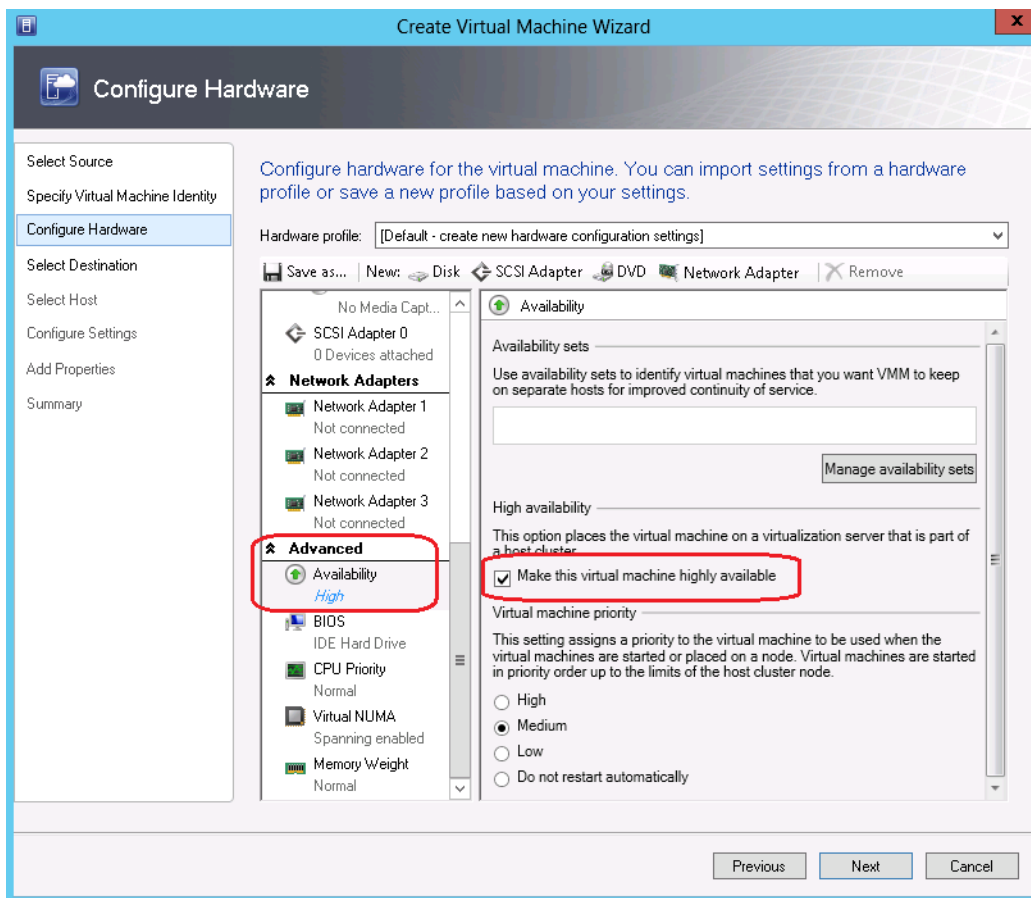 Create Virtual Machine Wizard
x
Configure Hardware
Select Source
Specify Virtual Machine Identity
Configure Hardware
Select Destination
Select Host
Configure Settings
Add Properties
Summary
Configure hardware for the virtual machine. You can import settings from a hardware
profile or save a new profile based on your settings.
Hardware profile: [Default - create new hardware configuration settings]
Save as... New: Disk SCSI Adapter DVD Network Adapter Remove
No Media Capt...
SCSI Adapter 0
0 Devices attached
Network Adapters
Network Adapter 1
Not connected
Network Adapter 2
Not connected
Network Adapter 3
Not connected
Advanced
Availability
High
BIOS
IDE Hard Drive
CPU Priority
Normal
Virtual NUMA
Spanning enabled
Memory Weight
Normal
Availability
Availability sets
Use availability sets to identify virtual machines that you want VMM to keep
on separate hosts for improved continuity of service.
Manage availability sets
High availability
This option places the virtual machine on a virtualization server that is part of
a host cluster
Make this virtual machine highly available
Virtual machine priority
This setting assigns a priority to the virtual machine to be used when the
virtual machines are started or placed on a node. Virtual machines are started
in priority order up to the limits of the host cluster node.
High
Medium
Low
Do not restart automatically
Previous
Next
Cancel